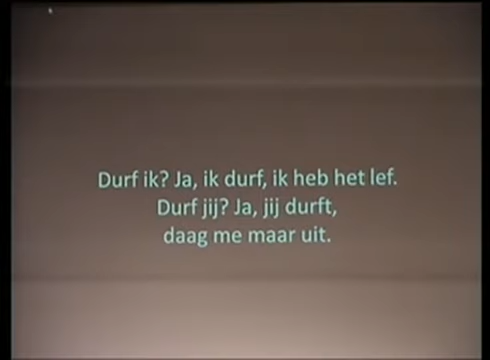 Durf ik? Ja, ik durf, ik heb het lef.
Durf jij? Ja, jij durft,
daag me maar uit.